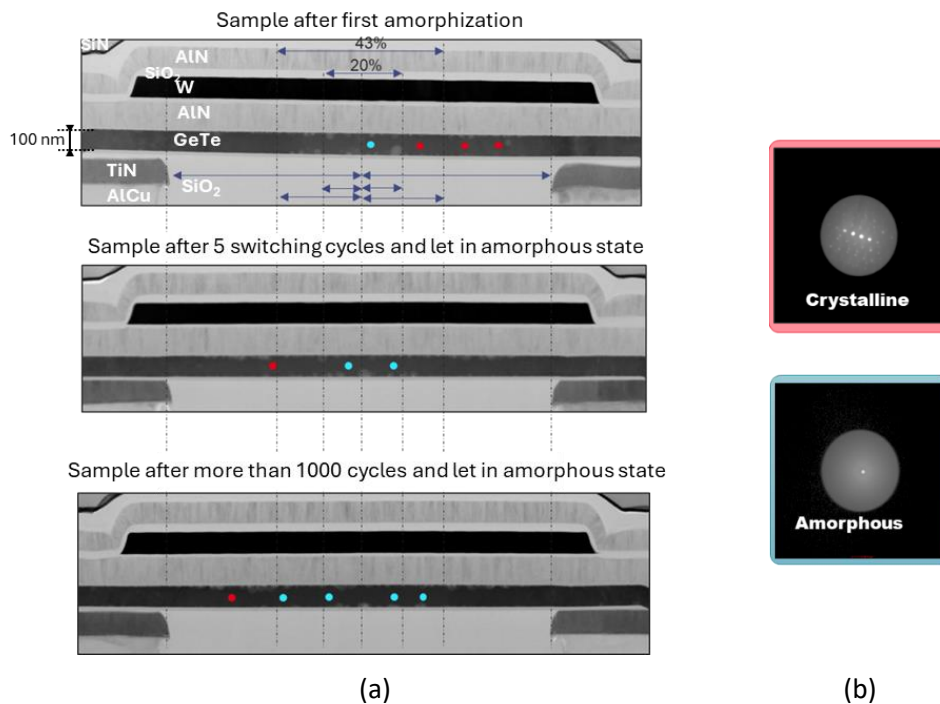 Sample after first amorphization
SiN
AlN
43%
SiO₂
20%
W
AlN
100 nm
GeTe
TiN
SiO₂
AlCu
Sample after 5 switching cycles and let in amorphous state
Crystalline
Sample after more than 1000 cycles and let in amorphous state
Amorphous
(a)
(b)